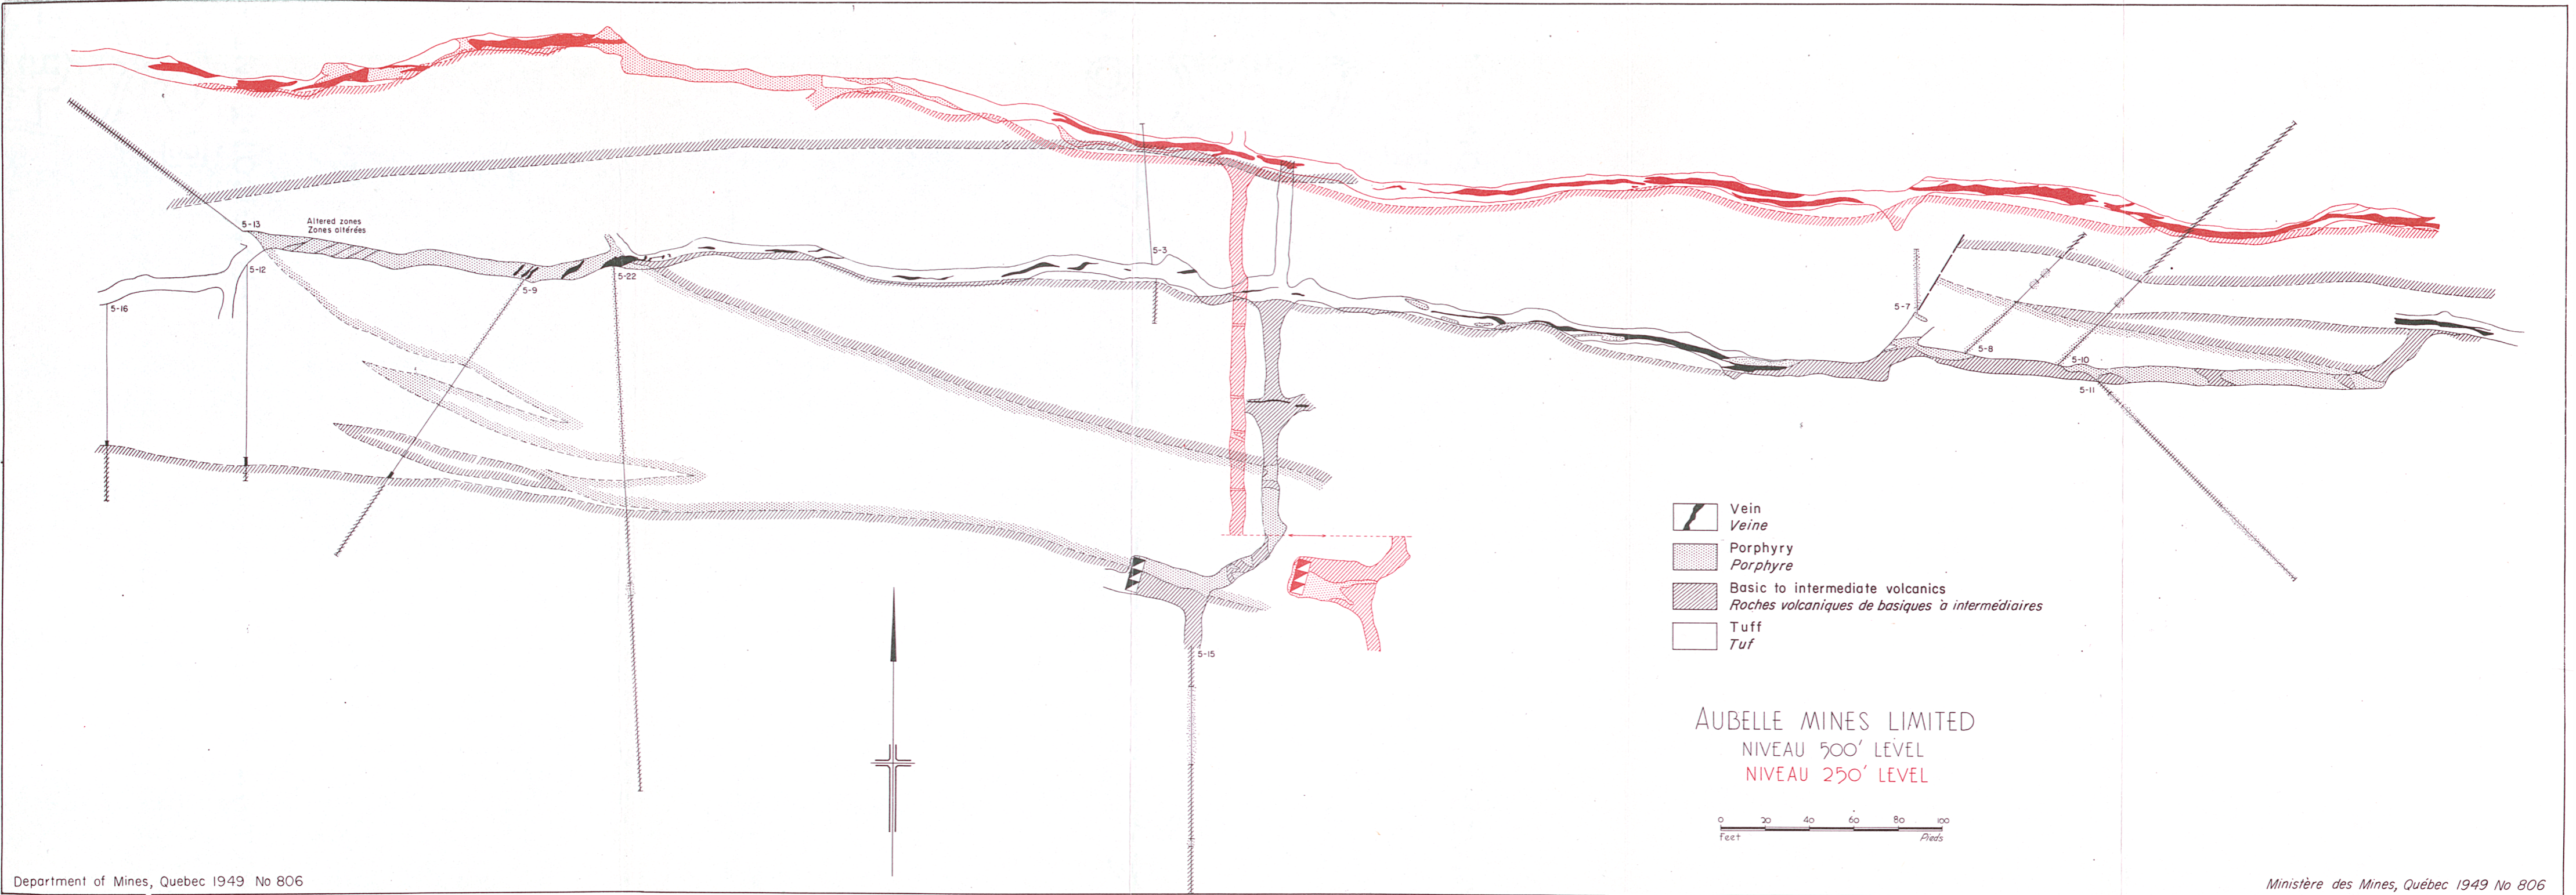 5-13
Altered zones
Zones altérées
5-12
5-16
5-9
5-22
5-3
5-7
5-8
5-10
5-11
5-15
Vein
Veine
Porphyry
Porphyre
Basic to intermediate volcanics
Roches volcaniques de basiques à intermédiaires
Tuff
Tuf
AUBELLE MINES LIMITED
NIVEAU 500' LEVEL
NIVEAU 250' LEVEL
0 20 40 60 80 100
Feet Pieds
Department of Mines, Quebec 1949 No 806
Ministère des Mines, Québec 1949 No 806